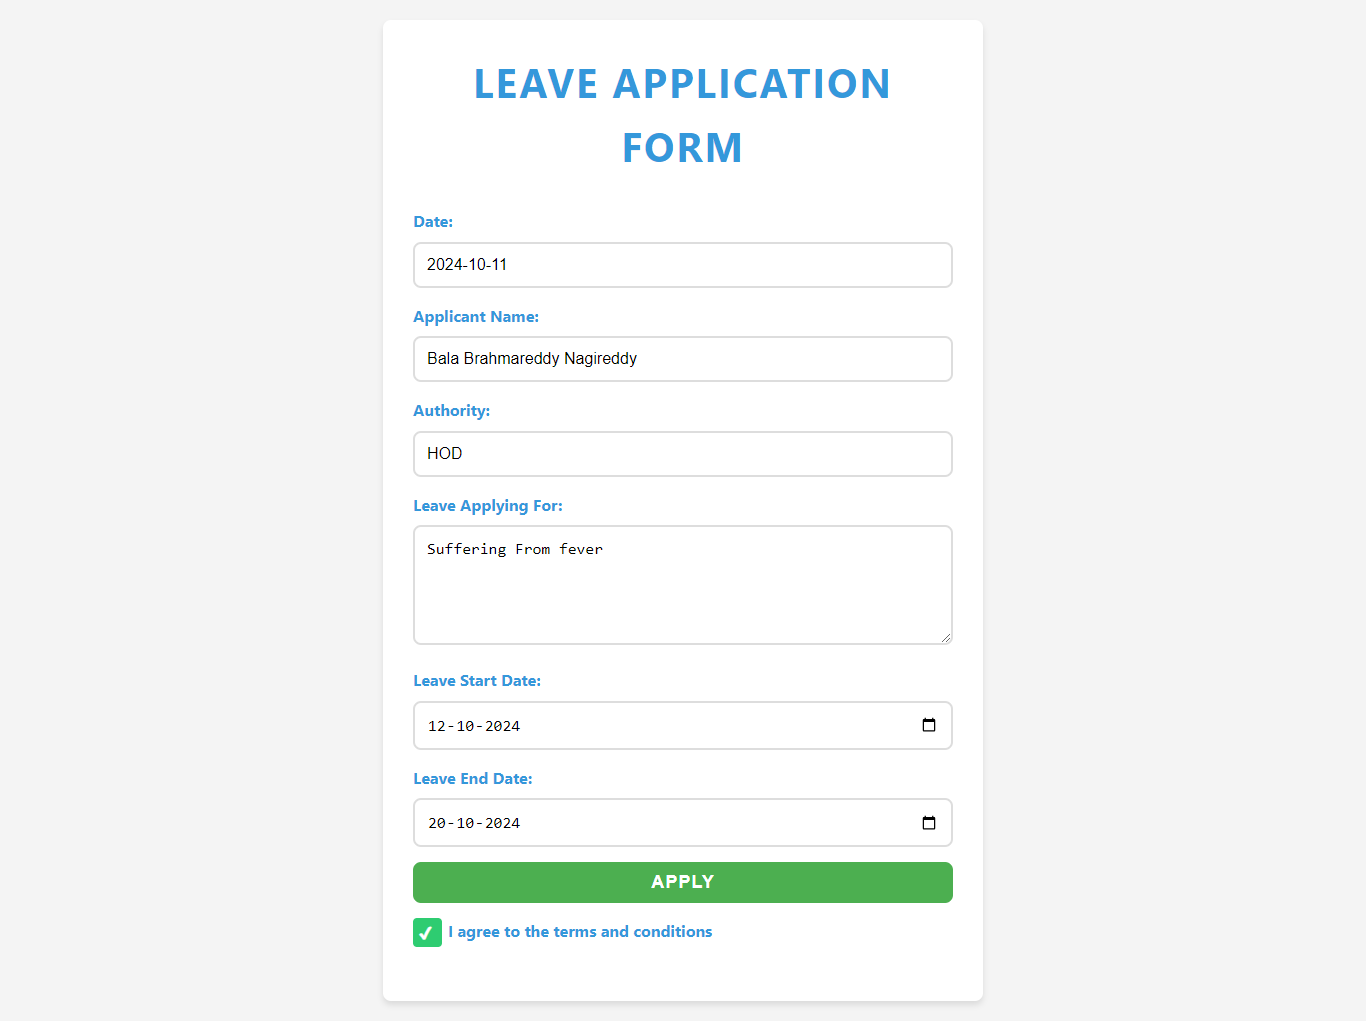 LEAVE APPLICATION
FORM
Date:
2024-10-11
Applicant Name:
Bala Brahmareddy Nagireddy
Authority:
HOD
Leave Applying For:
Suffering From fever
Leave Start Date:
12-10-2024
Leave End Date:
20-10-2024
APPLY
I agree to the terms and conditions